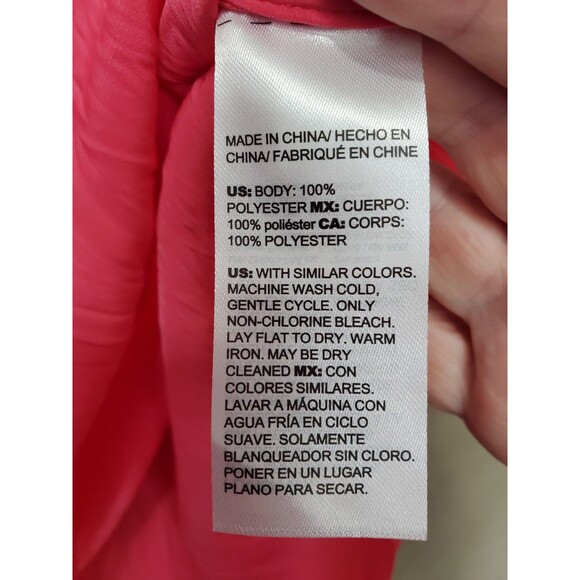 MADE IN CHINA/ HECHO EN
CHINA/ FABRIQUÉ EN CHINE
US: BODY: 100%
POLYESTER MX: CUERPO:
100% poliéster CA: CORPS:
100% POLYESTER
US: WITH SIMILAR COLORS.
MACHINE WASH COLD,
GENTLE CYCLE. ONLY
NON-CHLORINE BLEACH.
LAY FLAT TO DRY. WARM
IRON. MAY BE DRY
CLEANED MX: CON
COLORES SIMILARES.
LAVAR A MÁQUINA CON
AGUA FRÍA EN CICLO
SUAVE. SOLAMENTE
BLANQUEADOR SIN CLORO.
PONER EN UN LUGAR
PLANO PARA SECAR.